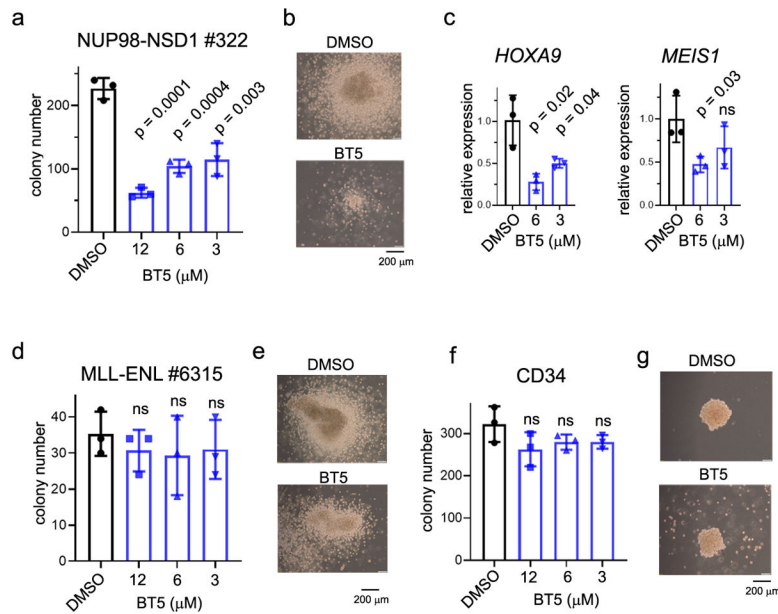 a
NUP98-NSD1 #322
colony number
200
100
0
p = 0.0001
p = 0.0004
p = 0.003
DMSO
12
6
3
BT5 (μM)
b
DMSO
BT5
200 μm
c
HOXA9
relative expression
1.0
0.5
0.0
p = 0.02
p = 0.04
DMSO
6
3
BT5 (μM)
MEIS1
relative expression
1.0
0.5
0.0
p = 0.03
ns
DMSO
6
3
BT5 (μM)
d
MLL-ENL #6315
colony number
40
30
20
10
0
ns
ns
ns
DMSO
12
6
3
BT5 (μM)
e
DMSO
BT5
200 μm
f
CD34
colony number
300
200
100
0
ns
ns
ns
DMSO
12
6
3
BT5 (μM)
g
DMSO
BT5
200 μm